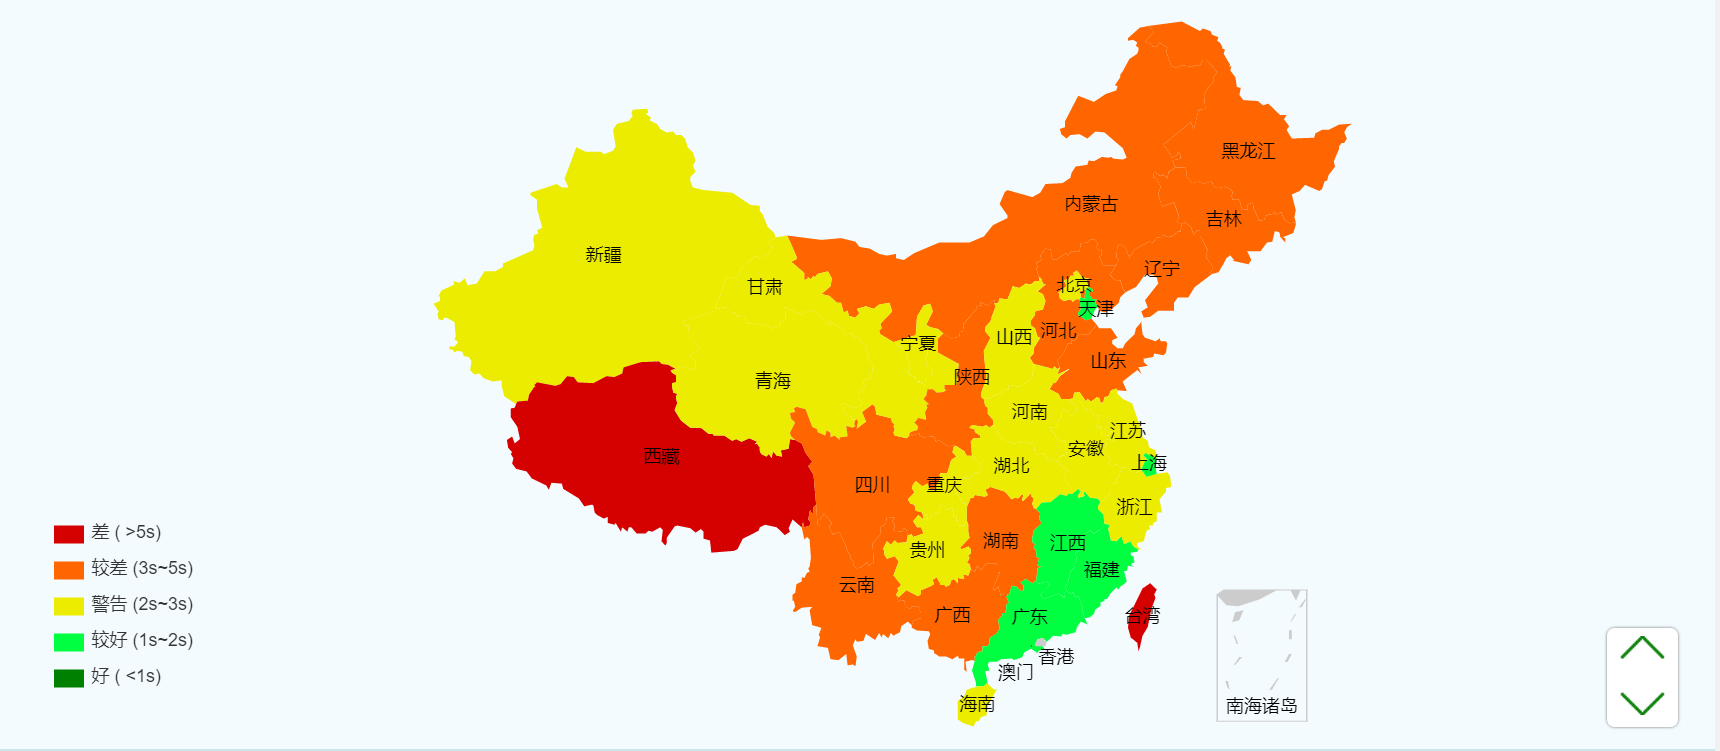 黑龙江
内蒙古
吉林
新疆
辽宁
甘肃
北京
天津
河北
宁夏
山西
山东
陕西
青海
河南
江苏
安徽
西藏
湖北
上海
四川
重庆
浙江
差 ( >5s)
湖南
江西
贵州
较差 (3s~5s)
福建
云南
警告 (2s~3s)
广西
广东
台湾
较好 (1s~2s)
香港
澳门
好 ( <1s)
海南
南海诸岛